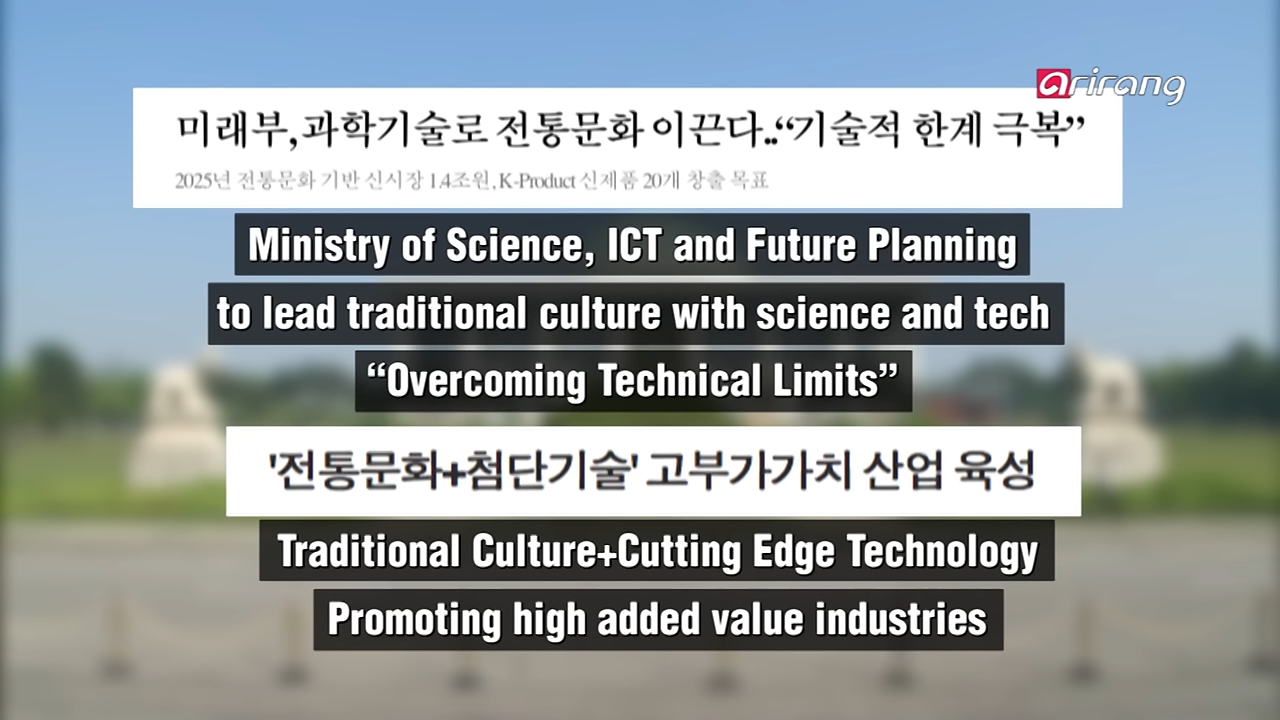 arirang
미래부,과학기술로 전통문화 이끈다..“기술적 한계 극복”
2025년 전통문화 기반 신시장 1.4조원, K-Product 신제품 20개 창출 목표
Ministry of Science, ICT and Future Planning
to lead traditional culture with science and tech
“Overcoming Technical Limits”
'전통문화+첨단기술' 고부가가치 산업 육성
Traditional Culture+Cutting Edge Technology
Promoting high added value industries